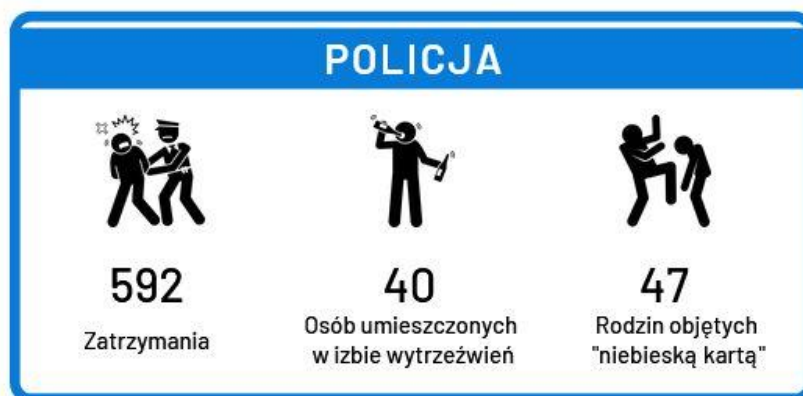 POLICJA
592
Zatrzymania
40
Osób umieszczonych
w izbie wytrzeźwień
47
Rodzin objętych
"niebieską kartą"